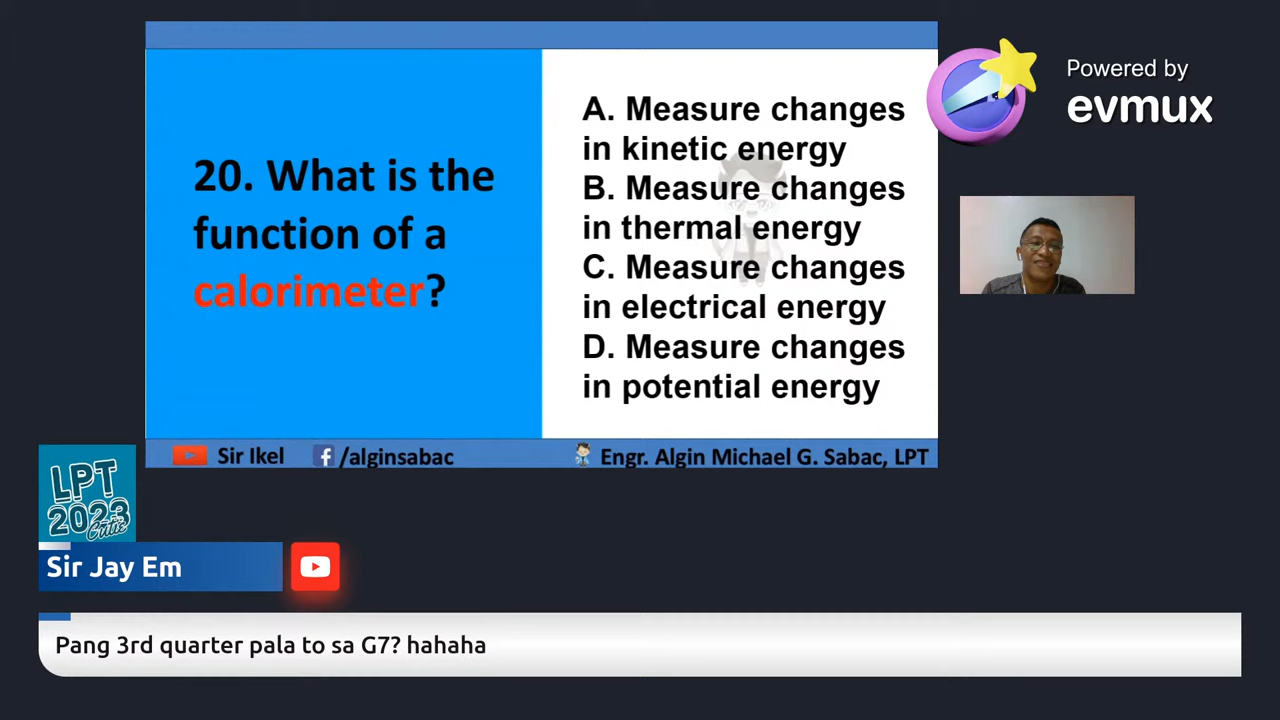 20. What is the
function of a
calorimeter?
A. Measure changes
in kinetic energy
B. Measure changes
in thermal energy
C. Measure changes
in electrical energy
D. Measure changes
in potential energy
Sir Ikel
/alginsabac
Engr. Algin Michael G. Sabac, LPT
Powered by
evmux
LPT
2023
Cutie
Sir Jay Em
Pang 3rd quarter pala to sa G7? hahaha